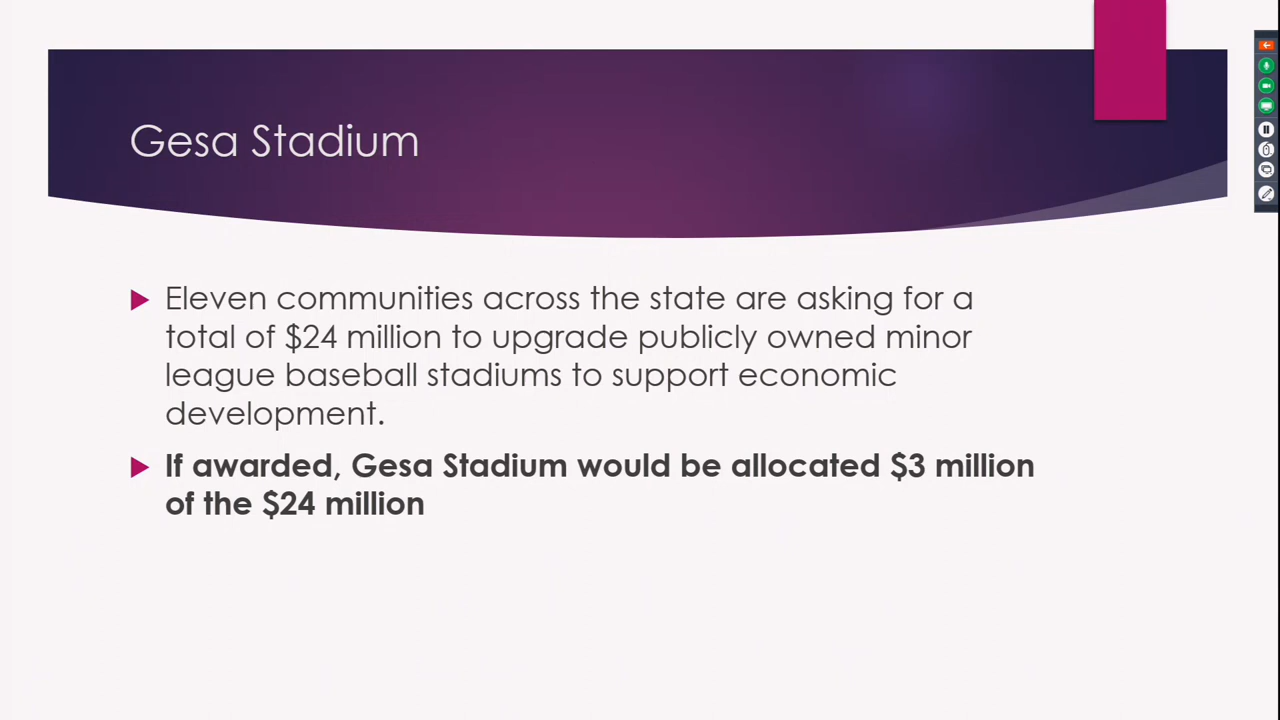 Gesa Stadium
Eleven communities across the state are asking for a
total of $24 million to upgrade publicly owned minor
league baseball stadiums to support economic
development.
If awarded, Gesa Stadium would be allocated $3 million
of the $24 million